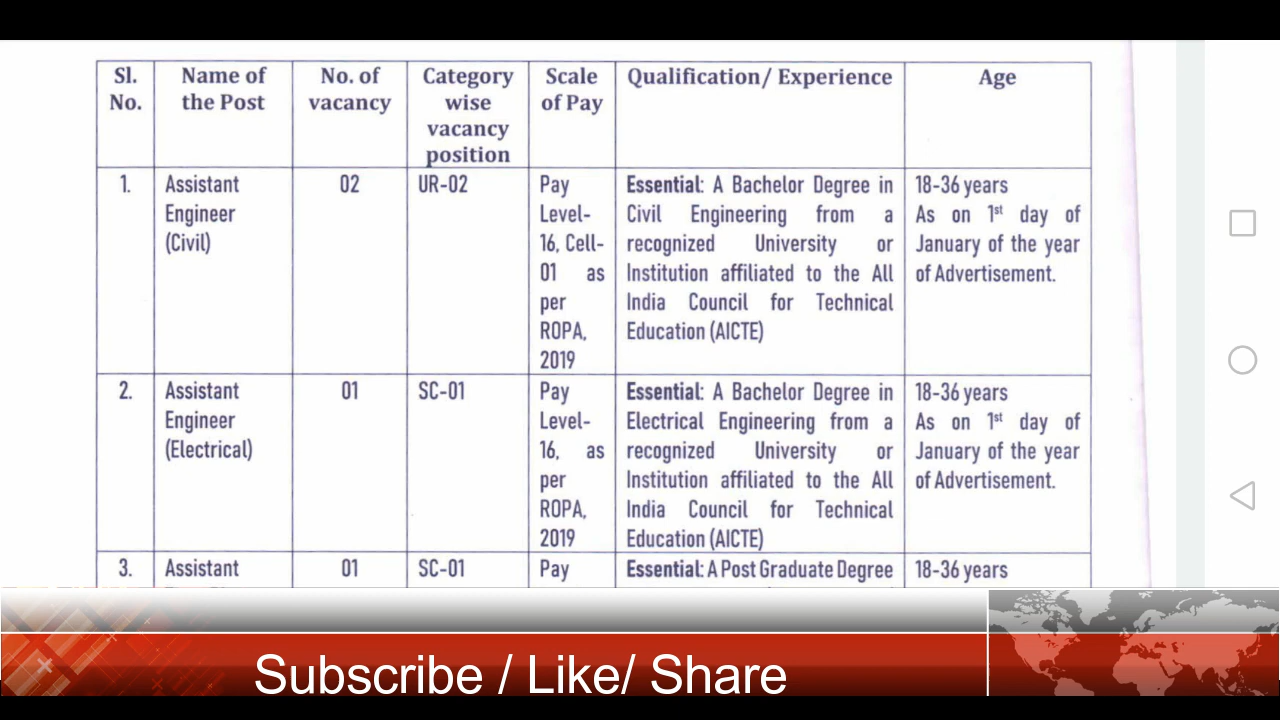 Sl. No.
Name of the Post
No. of vacancy
Category wise vacancy position
Scale of Pay
Qualification/ Experience
Age
1.
Assistant
Engineer
(Civil)
02
UR-02
Pay
Level-
16, Cell-
01 as
per
ROPA,
2019
Essential: A Bachelor Degree in
Civil Engineering from a
recognized University or
Institution affiliated to the All
India Council for Technical
Education (AICTE)
18-36 years
As on 1st day of
January of the year
of Advertisement.
2.
Assistant
Engineer
(Electrical)
01
SC-01
Pay
Level-
16, as
per
ROPA,
2019
Essential: A Bachelor Degree in
Electrical Engineering from a
recognized University or
Institution affiliated to the All
India Council for Technical
Education (AICTE)
18-36 years
As on 1st day of
January of the year
of Advertisement.
3.
Assistant
01
SC-01
Pay
Essential: A Post Graduate Degree
18-36 years
Subscribe / Like/ Share